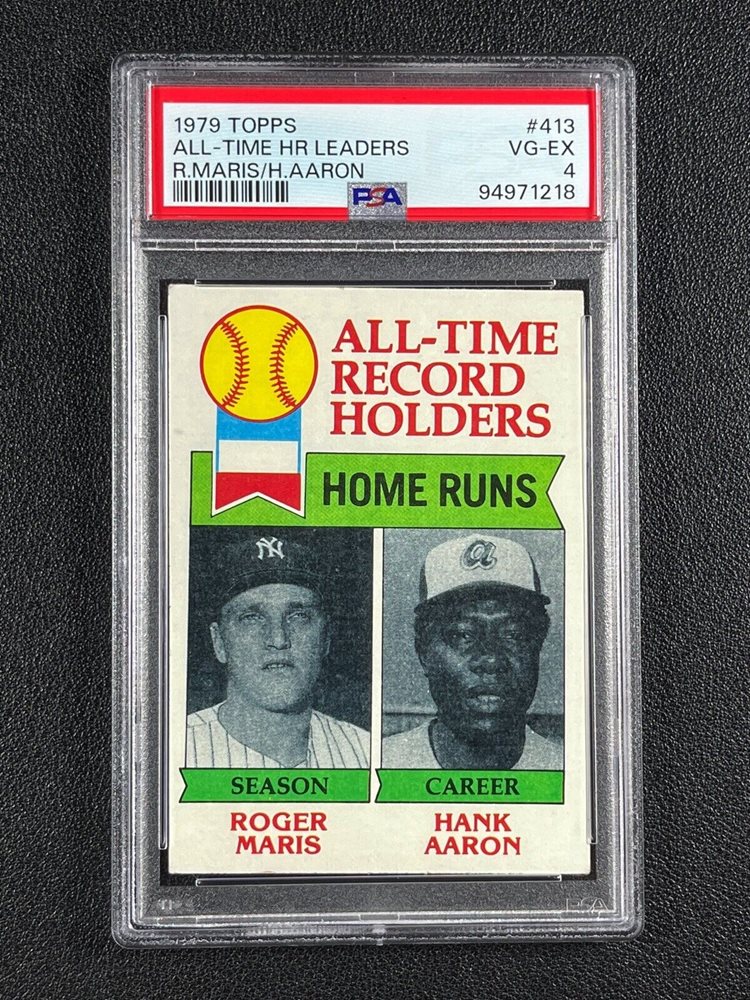 1979 TOPPS #413
ALL-TIME HR LEADERS VG-EX
R.MARIS/H.AARON 4
PSA 94971218
ALL-TIME
RECORD
HOLDERS
HOME RUNS
NY
a
SEASON CAREER
ROGER HANK
MARIS AARON
PSA